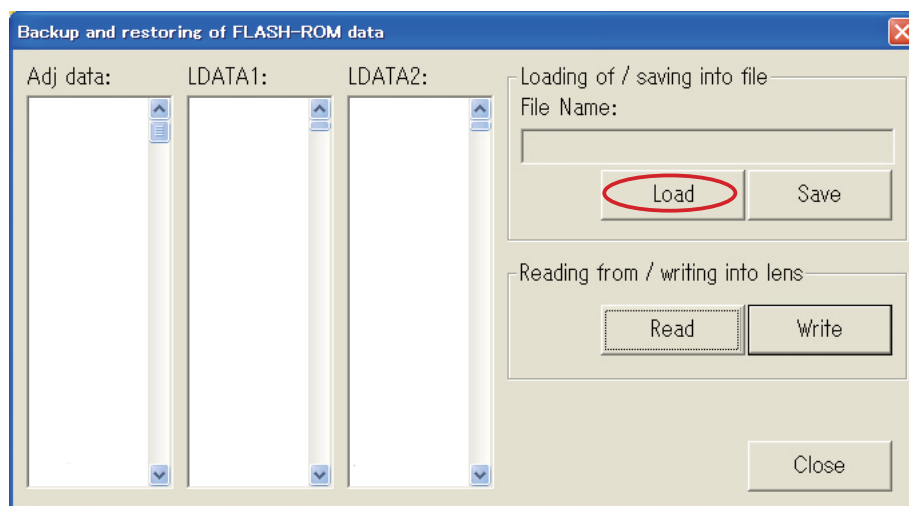 Backup and restoring of FLASH-ROM data
Adj data:
LDATA1:
LDATA2:
Loading of / saving into file
File Name:
Load
Save
Reading from / writing into lens
Read
Write
Close